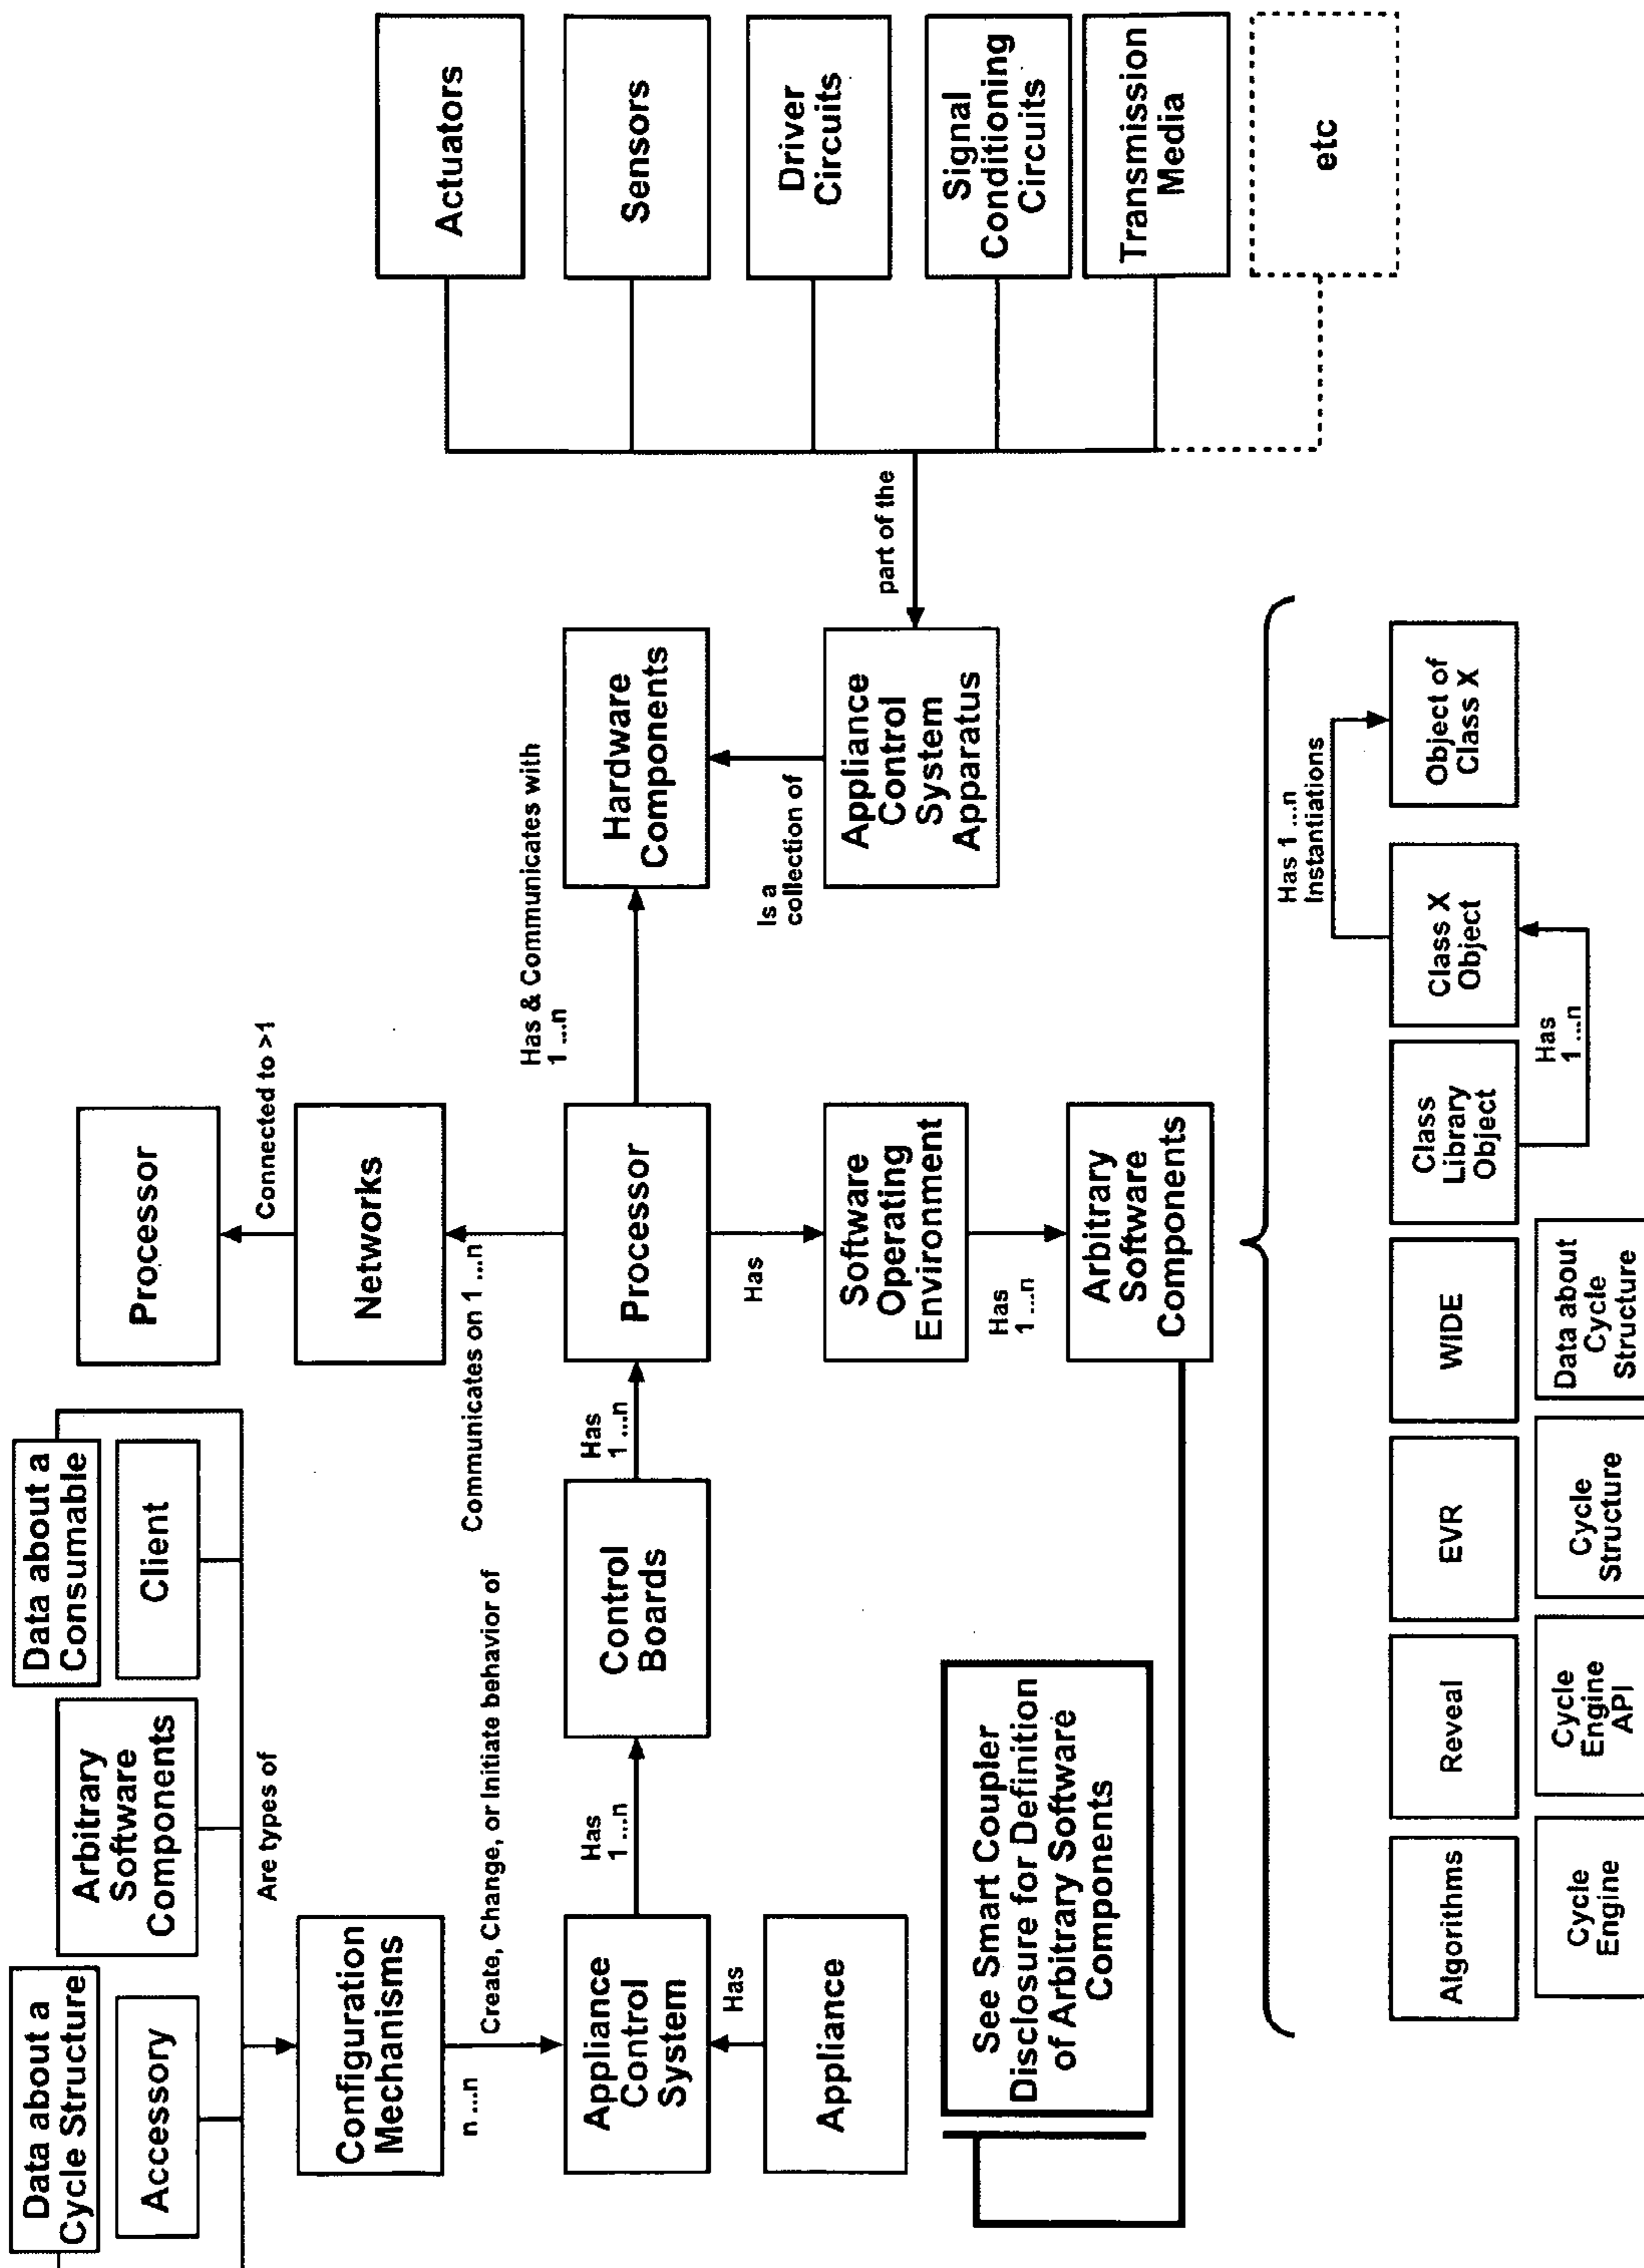 Data about a
Cycle Structure
Accessory
Arbitrary
Software
Components
Data about a
Consumable
Client
Are types of
Configuration
Mechanisms
n ...n
Create, Change, or Initiate behavior of
Appliance
Control
System
Has
Appliance
Has
1 ...n
Control
Boards
Has
1 ...n
Processor
Connected to >1
Networks
Communicates on 1 ...n
Processor
Has
Software
Operating
Environment
Has
1 ...n
Arbitrary
Software
Components
Has & Communicates with
1 ...n
Hardware
Components
Is a
collection of
Appliance
Control
System
Apparatus
part of the
Actuators
Sensors
Driver
Circuits
Signal
Conditioning
Circuits
Transmission
Media
etc
See Smart Coupler
Disclosure for Definition
of Arbitrary Software
Components
Algorithms
Reveal
EVR
WIDE
Class
Library
Object
Has
1 ...n
Class X
Object
Has 1 ...n
Instantiations
Object of
Class X
Cycle
Engine
Cycle
Engine
API
Cycle
Structure
Data about
Cycle
Structure